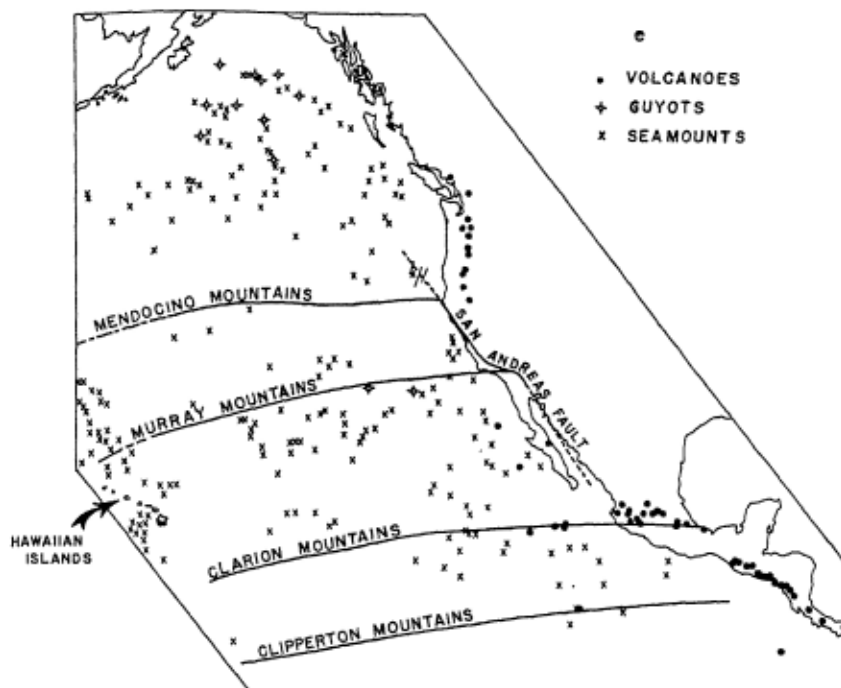 e
VOLCANOES
GUYOTS
SEAMOUNTS
MENDOCINO MOUNTAINS
SAN ANDREAS FAULT
MURRAY MOUNTAINS
HAWAIIAN
ISLANDS
CLARION MOUNTAINS
CLIPPERTON MOUNTAINS